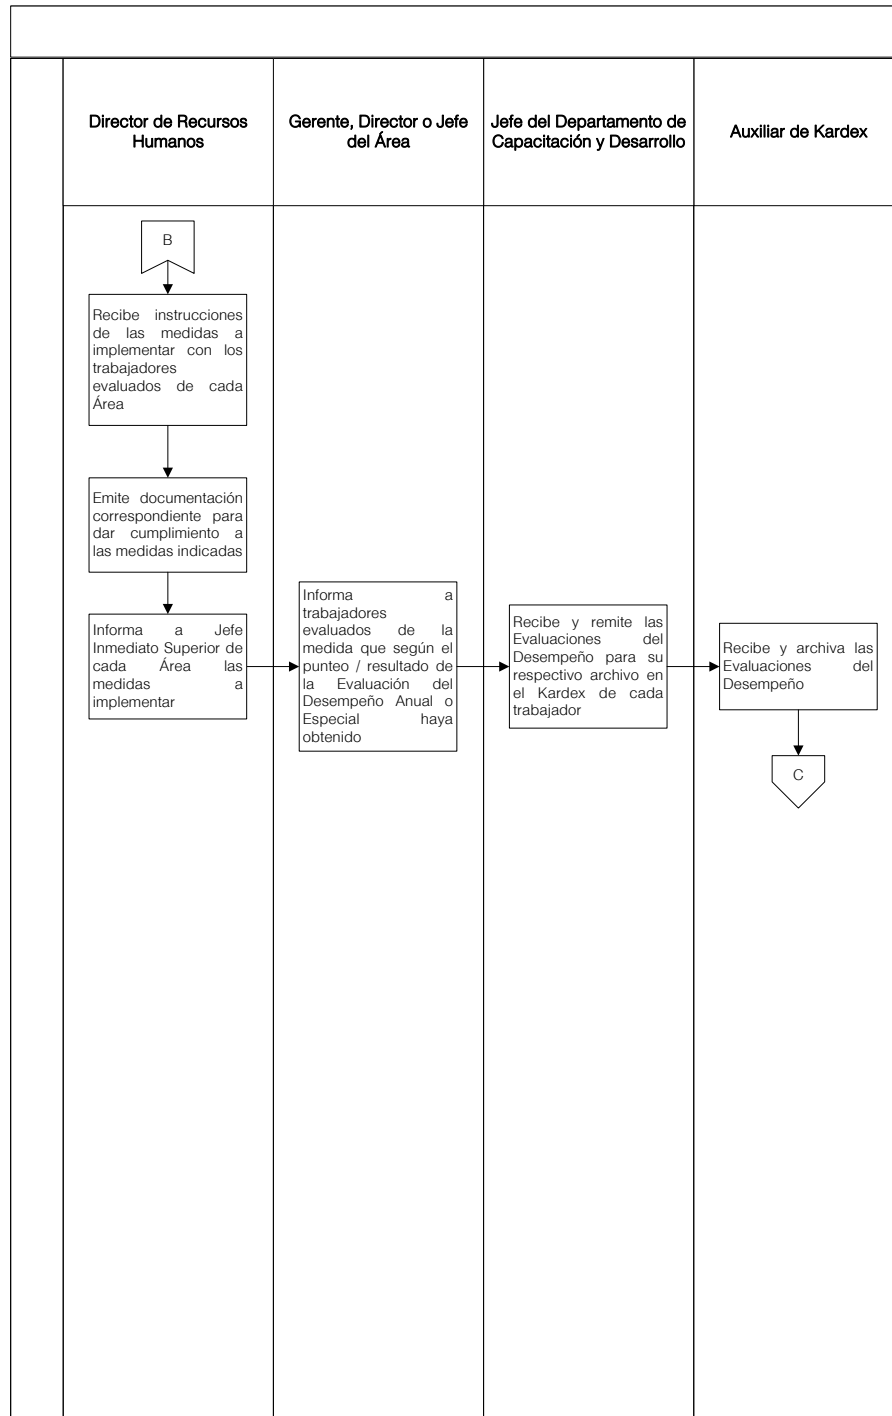 Director de Recursos
Humanos
Gerente, Director o Jefe
del Área
Jefe del Departamento de
Capacitación y Desarrollo
Auxiliar de Kardex
B
Recibe instrucciones
de las medidas a
implementar con los
trabajadores
evaluados de cada
Área
Emite documentación
correspondiente para
dar cumplimiento a
las medidas indicadas
Informa a Jefe
Inmediato Superior de
cada Área las
medidas a
implementar
Informa a
trabajadores
evaluados de la
medida que según el
punteo / resultado de
la Evaluación del
Desempeño Anual o
Especial haya
obtenido
Recibe y remite las
Evaluaciones del
Desempeño para su
respectivo archivo en
el Kardex de cada
trabajador
Recibe y archiva las
Evaluaciones del
Desempeño
C